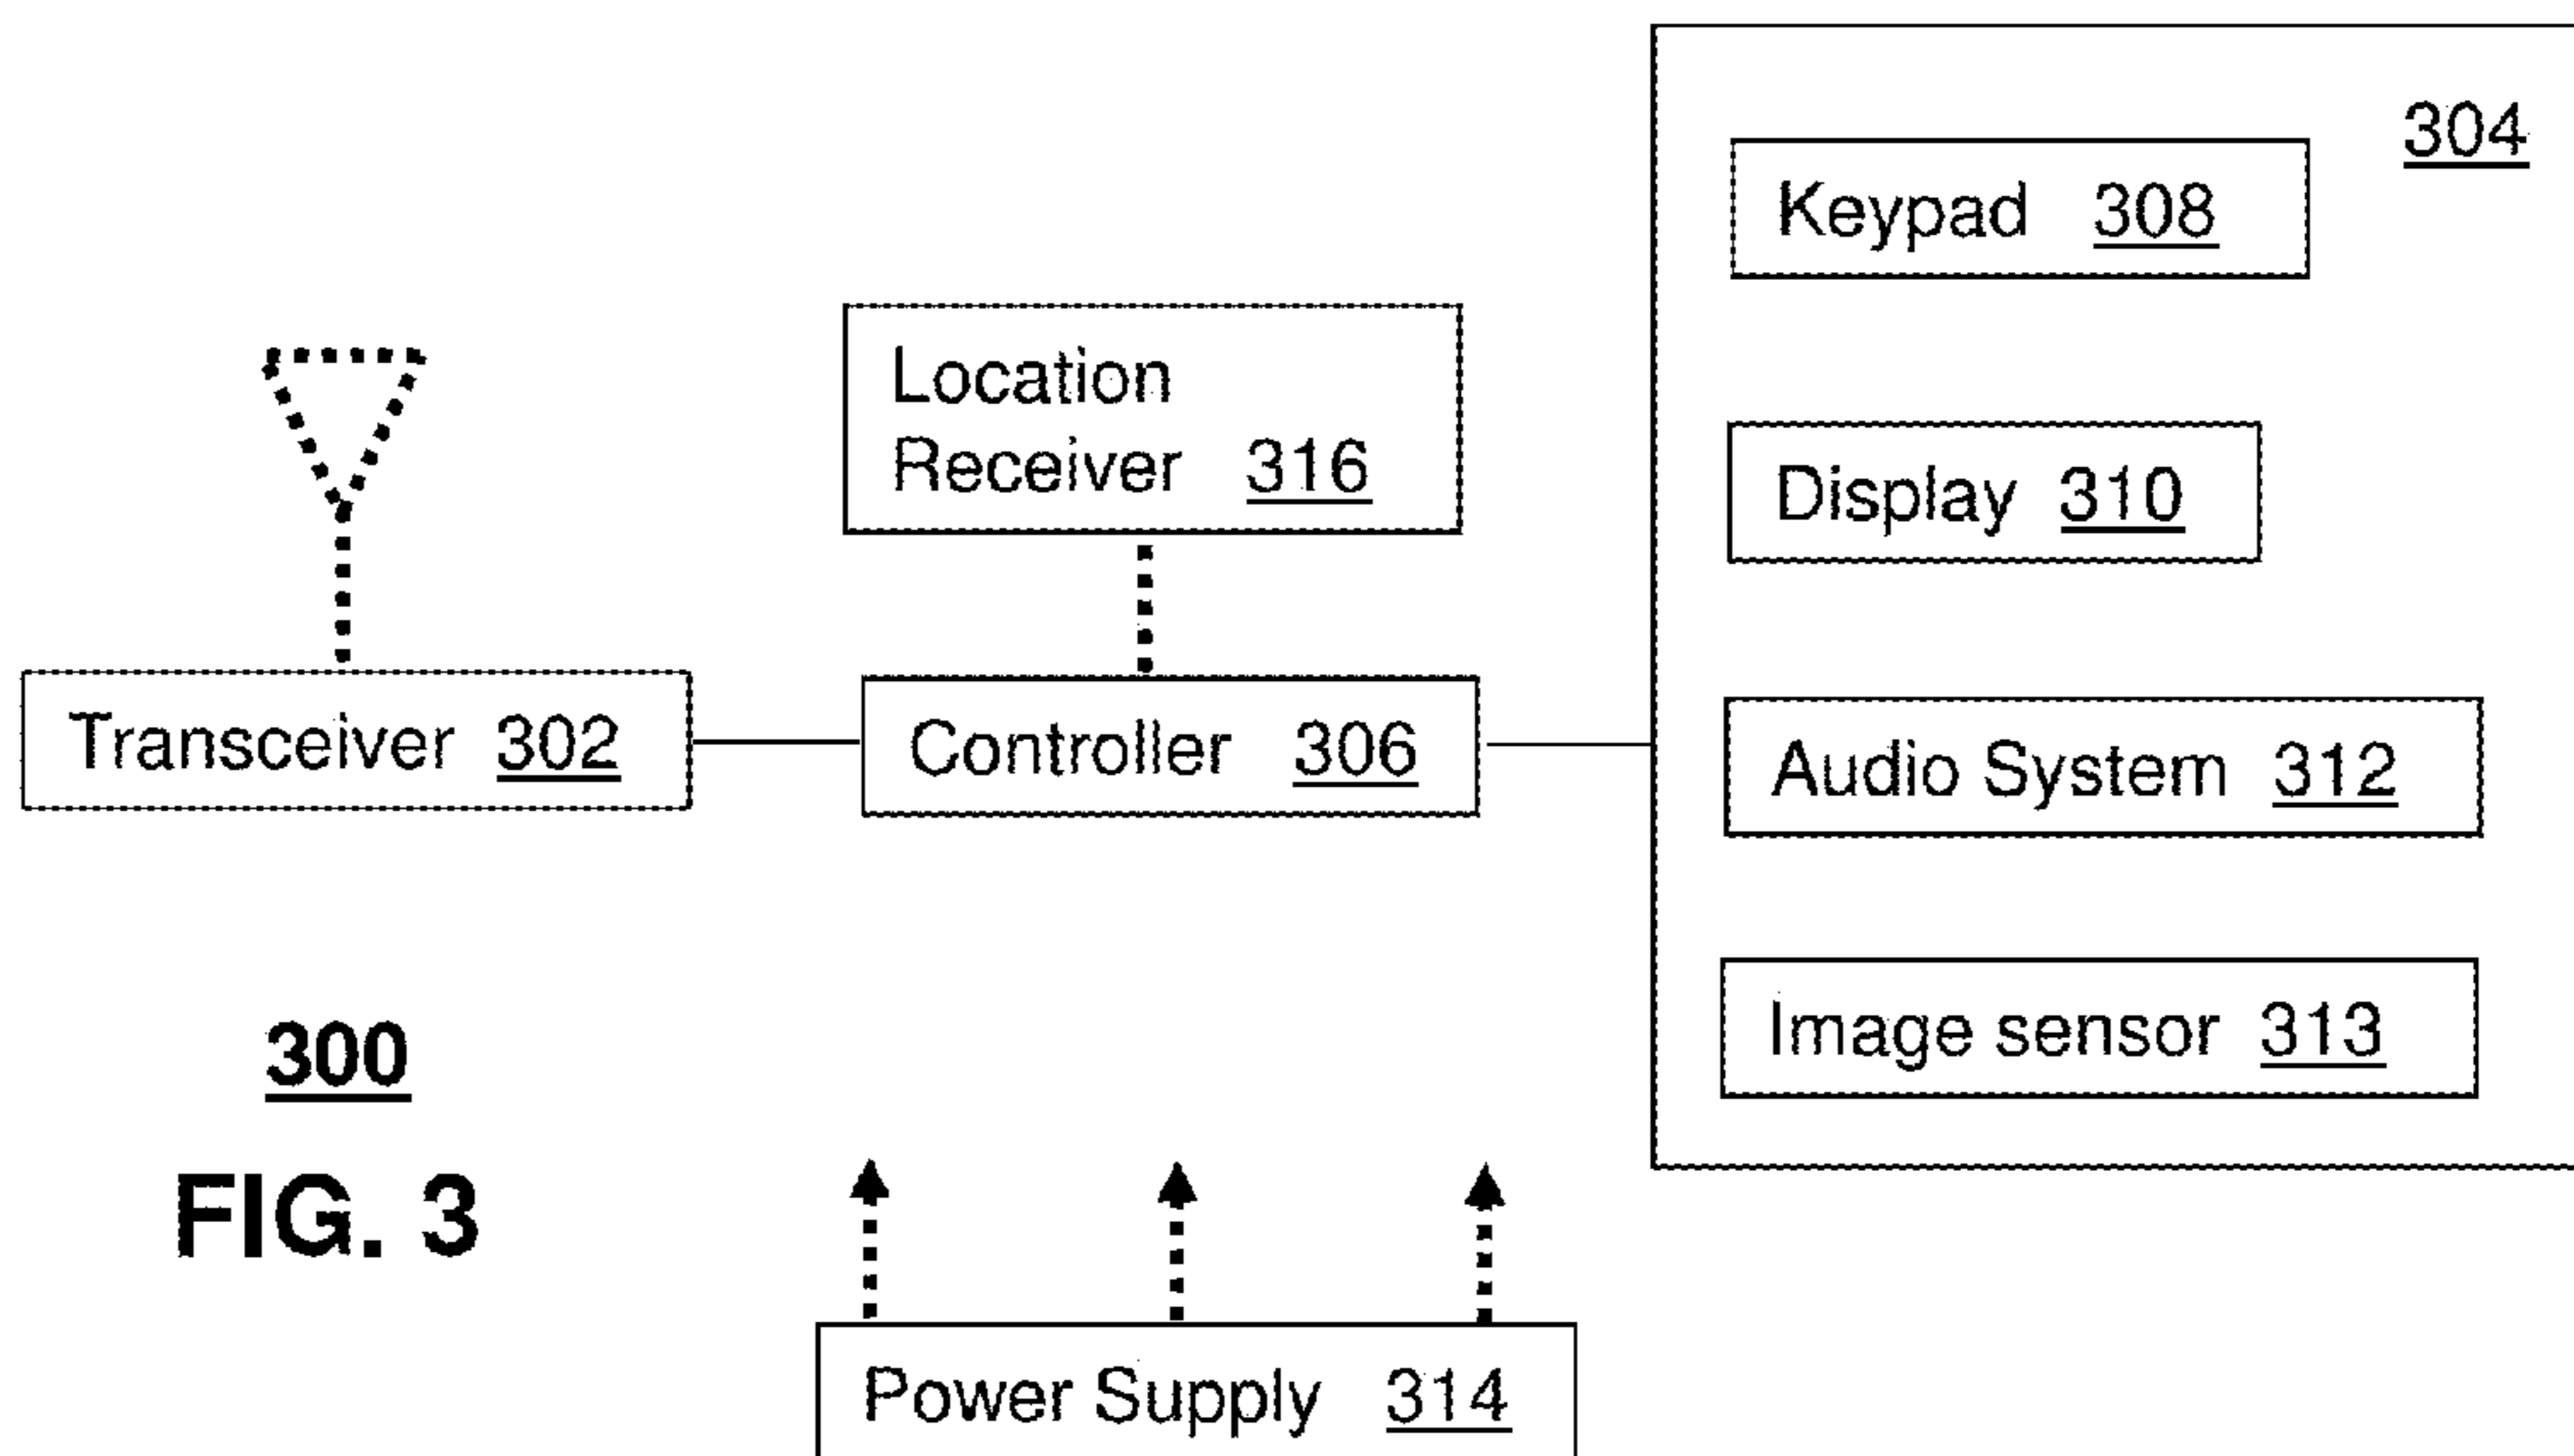 304
Keypad 308
Location
Receiver 316
Display 310
Transceiver 302
Controller 306
Audio System 312
Image sensor 313
300
FIG. 3
Power Supply 314